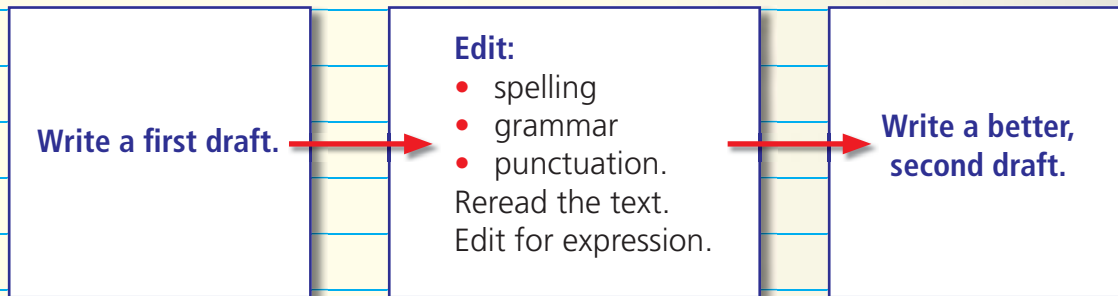 Write a first draft.
Edit:
• spelling
• grammar
• punctuation.
Reread the text.
Edit for expression.
Write a better,
second draft.